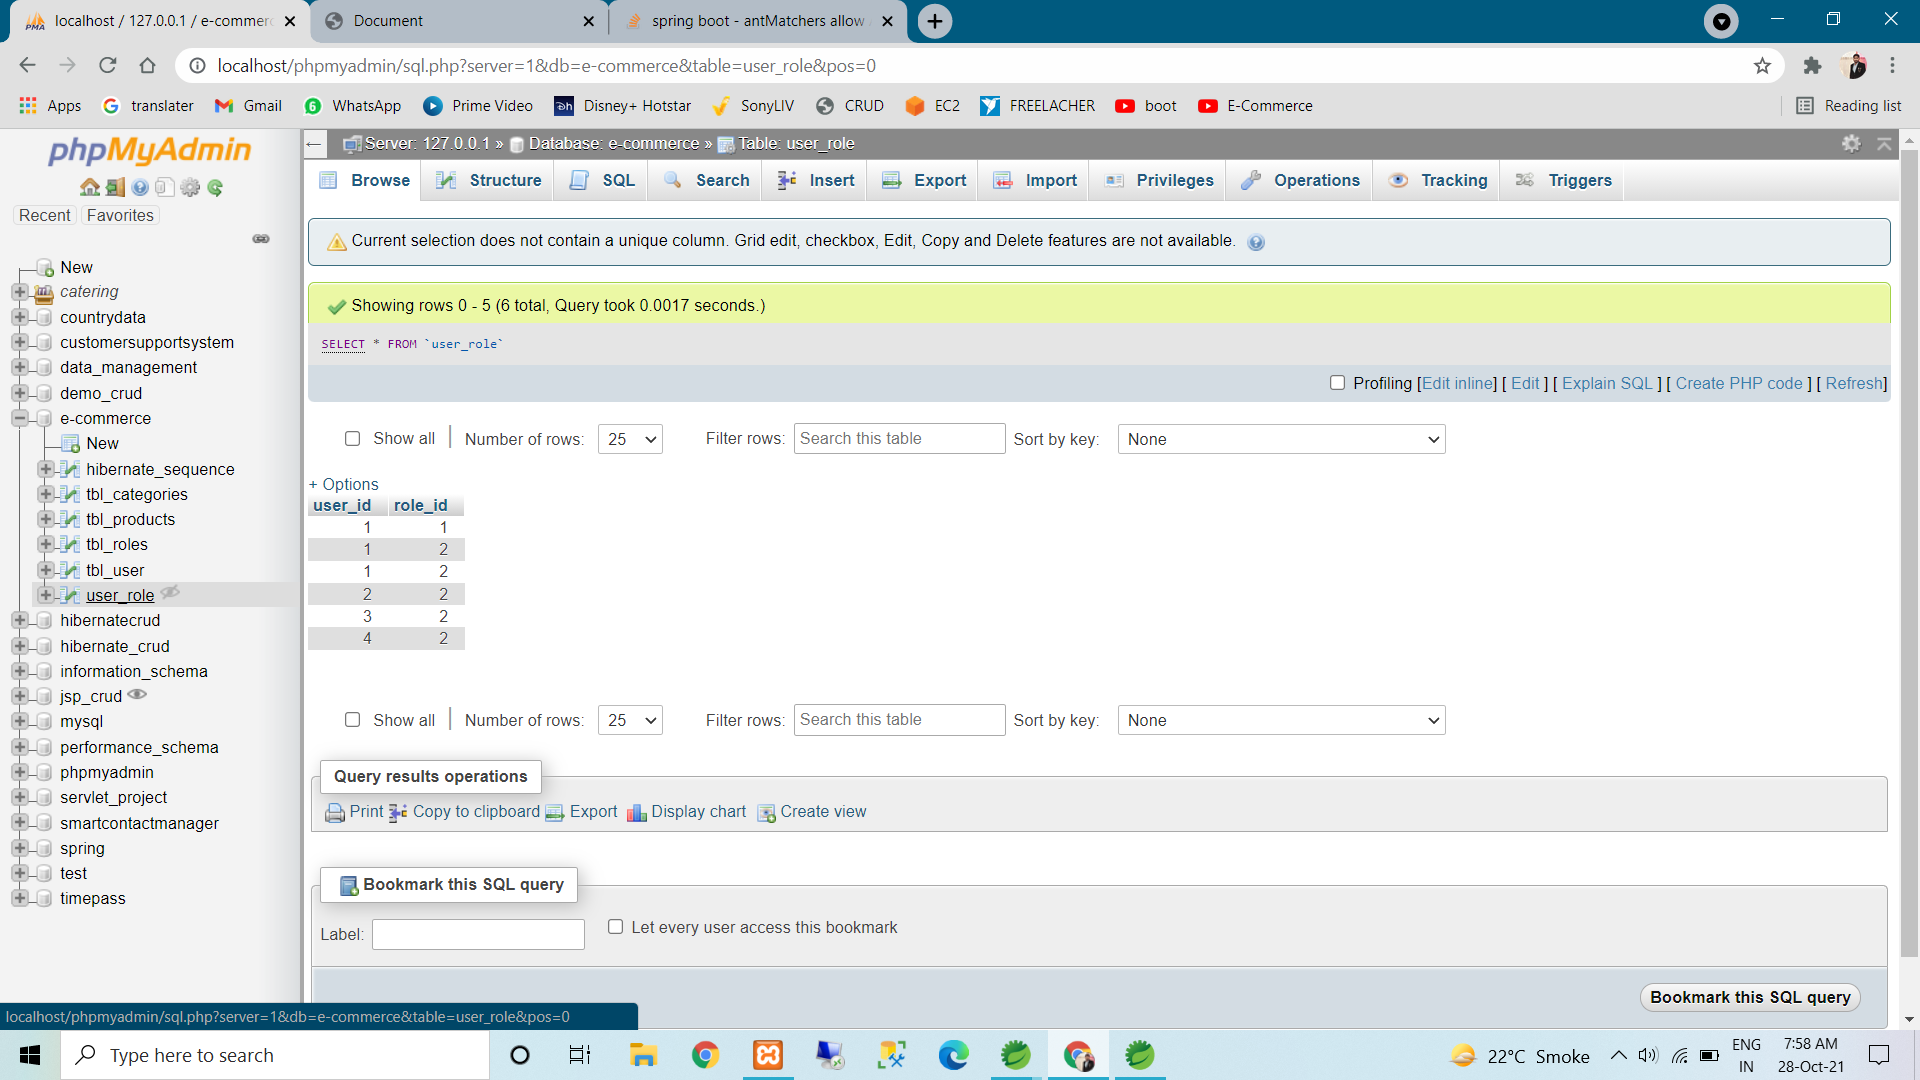 localhost / 127.0.0.1 / e-commerc
Document
spring boot - antMatchers allow
localhost/phpmyadmin/sql.php?server=1&db=e-commerce&table=user_role&pos=0
Apps
translater
Gmail
WhatsApp
Prime Video
Disney+ Hotstar
SonyLIV
CRUD
EC2
FREELACHER
boot
E-Commerce
Reading list
phpMyAdmin
Recent
Favorites
New
catering
countrydata
customersupportsystem
data_management
demo_crud
e-commerce
New
hibernate_sequence
tbl_categories
tbl_products
tbl_roles
tbl_user
user_role
hibernatecrud
hibernate_crud
information_schema
jsp_crud
mysql
performance_schema
phpmyadmin
servlet_project
smartcontactmanager
spring
test
timepass
Server: 127.0.0.1 » Database: e-commerce » Table: user_role
Browse
Structure
SQL
Search
Insert
Export
Import
Privileges
Operations
Tracking
Triggers
Current selection does not contain a unique column. Grid edit, checkbox, Edit, Copy and Delete features are not available.
Showing rows 0 - 5 (6 total, Query took 0.0017 seconds.)
SELECT * FROM `user_role`
Profiling [Edit inline] [ Edit ] [ Explain SQL ] [ Create PHP code ] [ Refresh]
Show all | Number of rows: 25 Filter rows: Search this table Sort by key: None
+ Options
user_id role_id
1 1
1 2
1 2
2 2
3 2
4 2
Show all | Number of rows: 25 Filter rows: Search this table Sort by key: None
Query results operations
Print Copy to clipboard Export Display chart Create view
Bookmark this SQL query
Label:
Let every user access this bookmark
Bookmark this SQL query
localhost/phpmyadmin/sql.php?server=1&db=e-commerce&table=user_role&pos=0
Type here to search
22°C Smoke
ENG
IN
7:58 AM
28-Oct-21